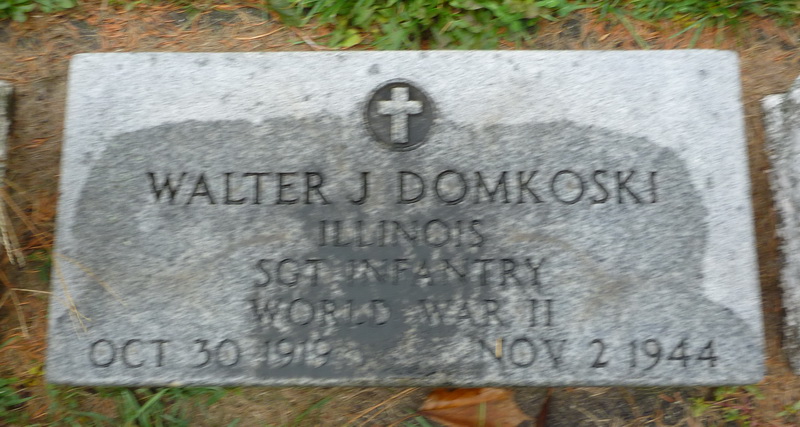 WALTER J DOMKOSKI
ILLINOIS
SGT INFANTRY
WORLD WAR II
OCT 30 1919 NOV 2 1944